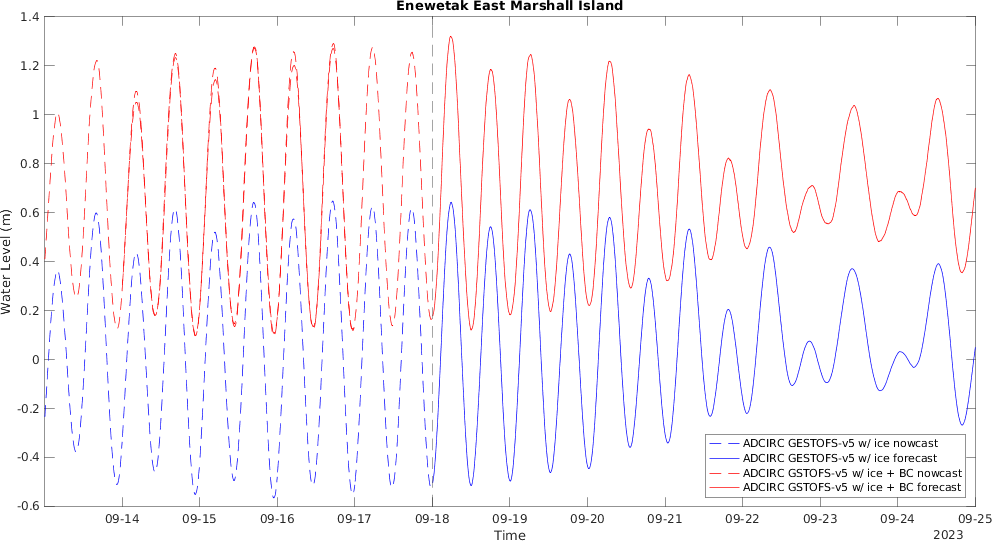 Enewetak East Marshall Island
1.4
1.2
1
0.8
0.6
0.4
0.2
0
-0.2
-0.4
-0.6
Water Level (m)
ADCIRC GESTOFS-v5 w/ ice nowcast
ADCIRC GESTOFS-v5 w/ ice forecast
ADCIRC GSTOFS-v5 w/ ice + BC nowcast
ADCIRC GSTOFS-v5 w/ ice + BC forecast
09-14 09-15 09-16 09-17 09-18 09-19 09-20 09-21 09-22 09-23 09-24 09-25
Time
2023